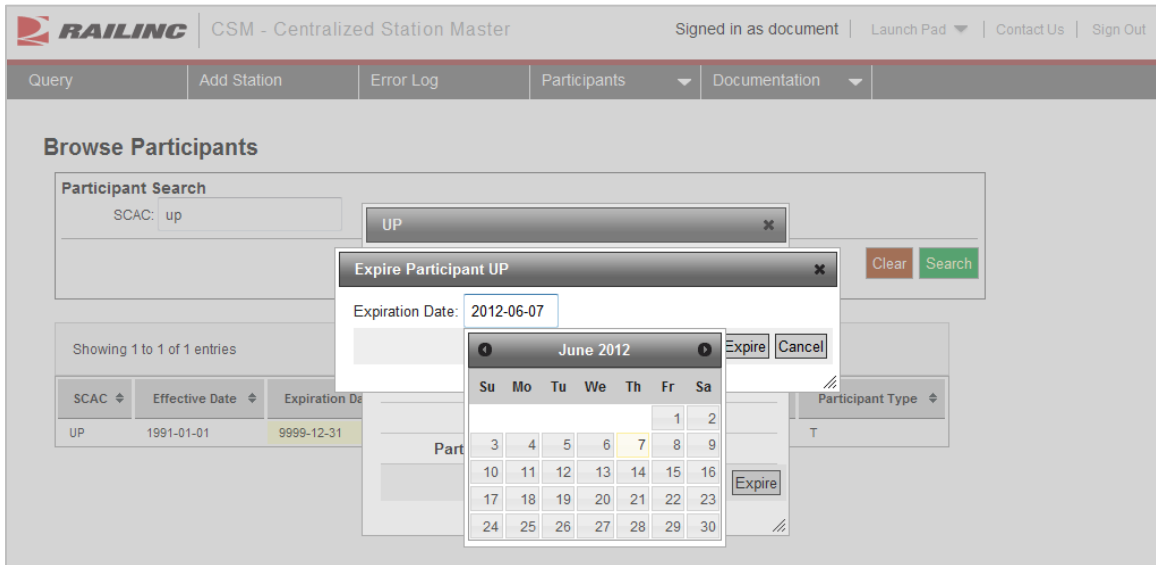 RAILINC CSM - Centralized Station Master Signed in as document | Launch Pad | Contact Us | Sign Out
Query Add Station Error Log Participants Documentation
Browse Participants
Participant Search
SCAC: up
UP
Clear Search
Expire Participant UP
Expiration Date: 2012-06-07
Expire Cancel
June 2012
Su Mo Tu We Th Fr Sa
1 2
3 4 5 6 7 8 9
10 11 12 13 14 15 16
17 18 19 20 21 22 23
24 25 26 27 28 29 30
Showing 1 to 1 of 1 entries
SCAC Effective Date Expiration Da Participant Type
UP 1991-01-01 9999-12-31 T
Part
Expire